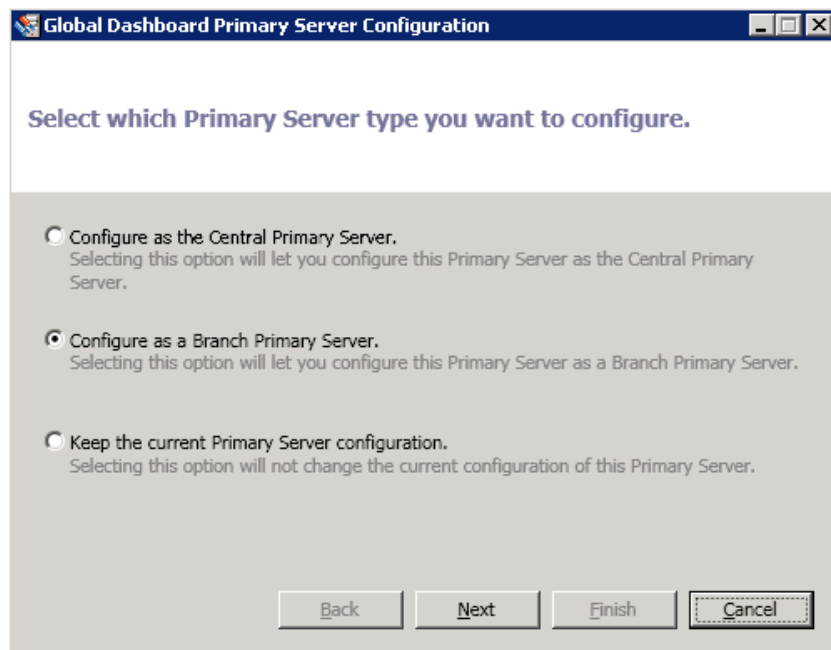 Global Dashboard Primary Server Configuration
Select which Primary Server type you want to configure.
Configure as the Central Primary Server.
Selecting this option will let you configure this Primary Server as the Central Primary
Server.
Configure as a Branch Primary Server.
Selecting this option will let you configure this Primary Server as a Branch Primary Server.
Keep the current Primary Server configuration.
Selecting this option will not change the current configuration of this Primary Server.
Back Next Finish Cancel